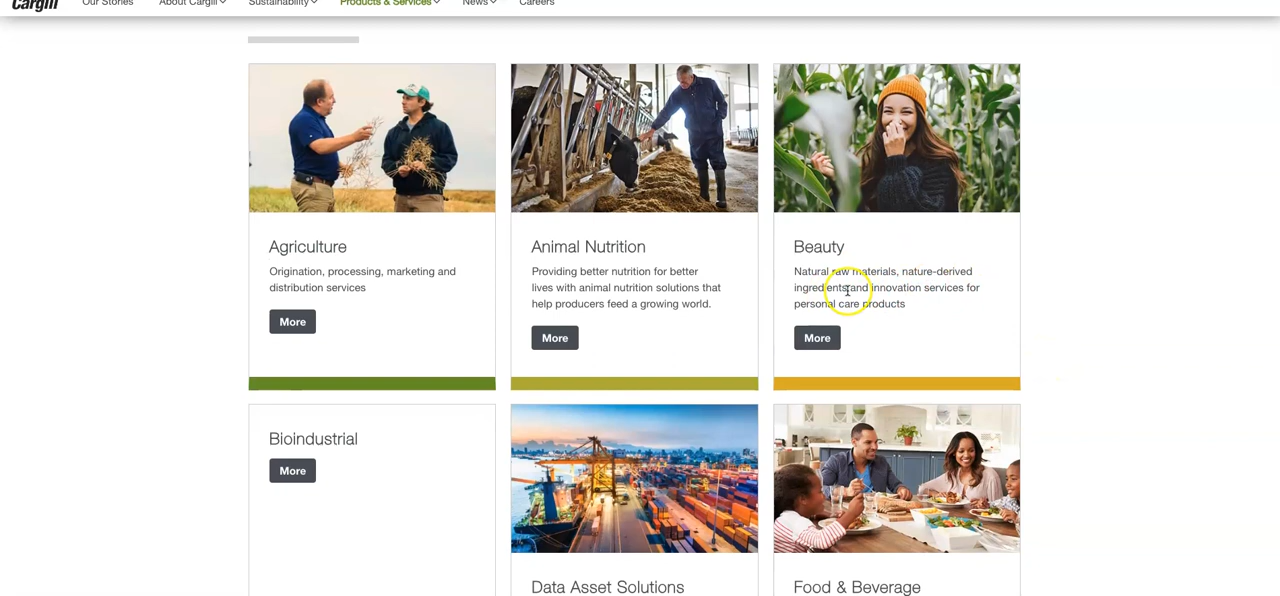 Cargill
Our Stories
About Cargill
Sustainability
Products & Services
News
Careers
Agriculture
Origination, processing, marketing and
distribution services
More
Animal Nutrition
Providing better nutrition for better
lives with animal nutrition solutions that
help producers feed a growing world.
More
Beauty
Natural raw materials, nature-derived
ingredients and innovation services for
personal care products
More
Bioindustrial
More
Data Asset Solutions
Food & Beverage